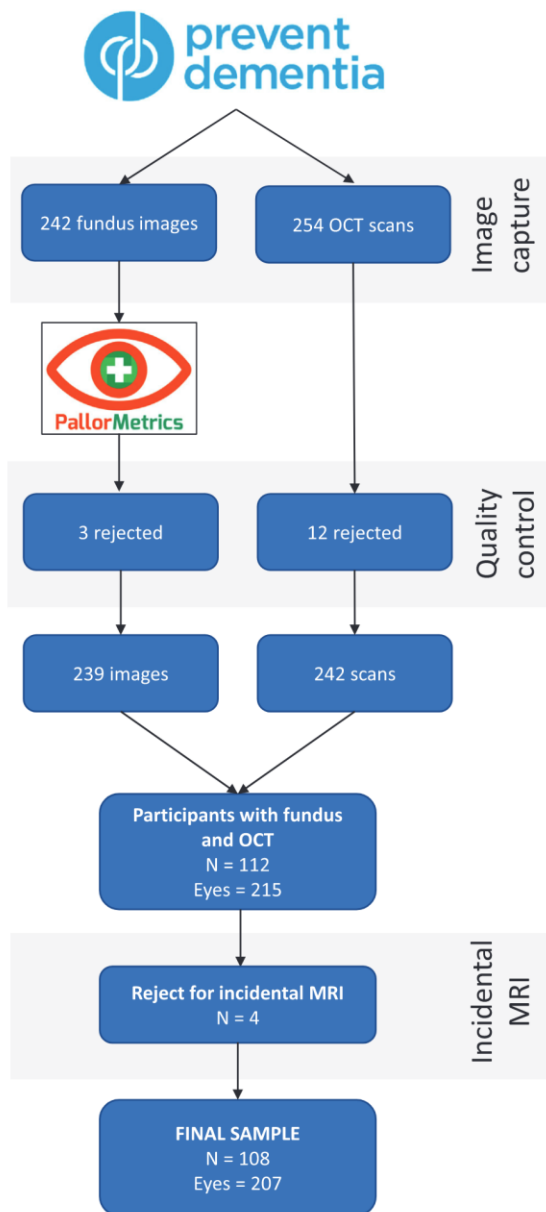 prevent
dementia
242 fundus images
254 OCT scans
Image
capture
PallorMetrics
3 rejected
12 rejected
Quality
control
239 images
242 scans
Participants with fundus
and OCT
N = 112
Eyes = 215
Reject for incidental MRI
N = 4
Incidental
MRI
FINAL SAMPLE
N = 108
Eyes = 207